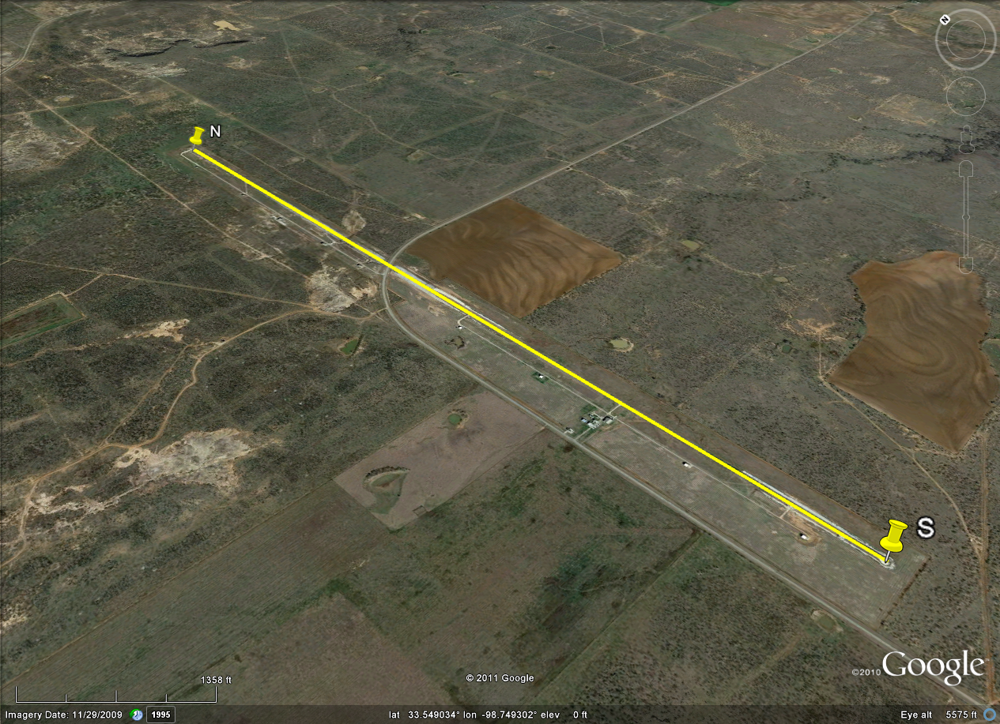 N
N
S
1358 ft
© 2011 Google
©2010 Google
Imagery Date: 11/29/2009 1995 lat 33.549034° lon -98.749302° elev 0 ft Eye alt 5575 ft